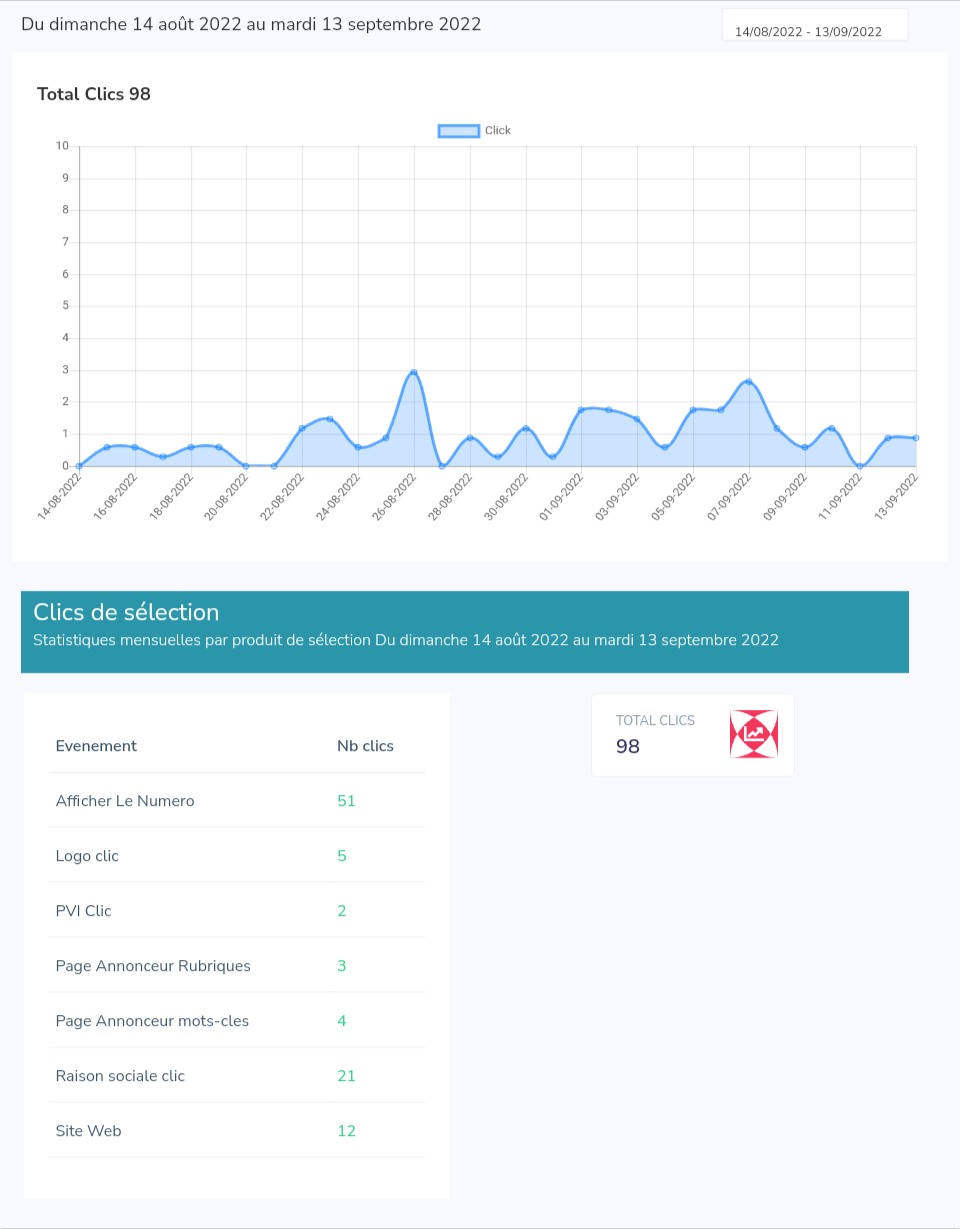 Du dimanche 14 août 2022 au mardi 13 septembre 2022
14/08/2022 - 13/09/2022
Total Clics 98
Click
10
9
8
7
6
5
4
3
2
1
0
14-08-2022
16-08-2022
18-08-2022
20-08-2022
22-08-2022
24-08-2022
26-08-2022
28-08-2022
30-08-2022
01-09-2022
03-09-2022
05-09-2022
07-09-2022
09-09-2022
11-09-2022
13-09-2022
Clics de sélection
Statistiques mensuelles par produit de sélection Du dimanche 14 août 2022 au mardi 13 septembre 2022
Evenement Nb clics
Afficher Le Numero 51
Logo clic 5
PVI Clic 2
Page Annonceur Rubriques 3
Page Annonceur mots-cles 4
Raison sociale clic 21
Site Web 12
TOTAL CLICS
98